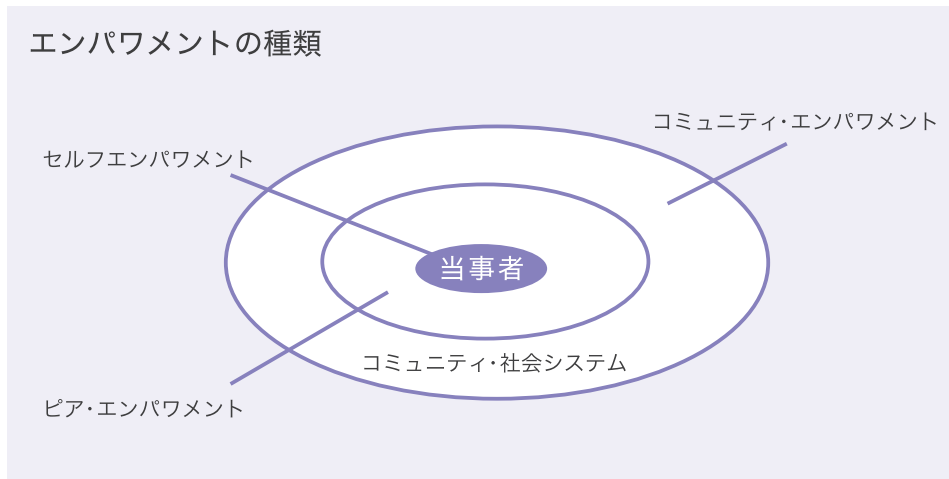 エンパワメントの種類
コミュニティ・エンパワメント
セルフエンパワメント
当事者
コミュニティ・社会システム
ピア・エンパワメント